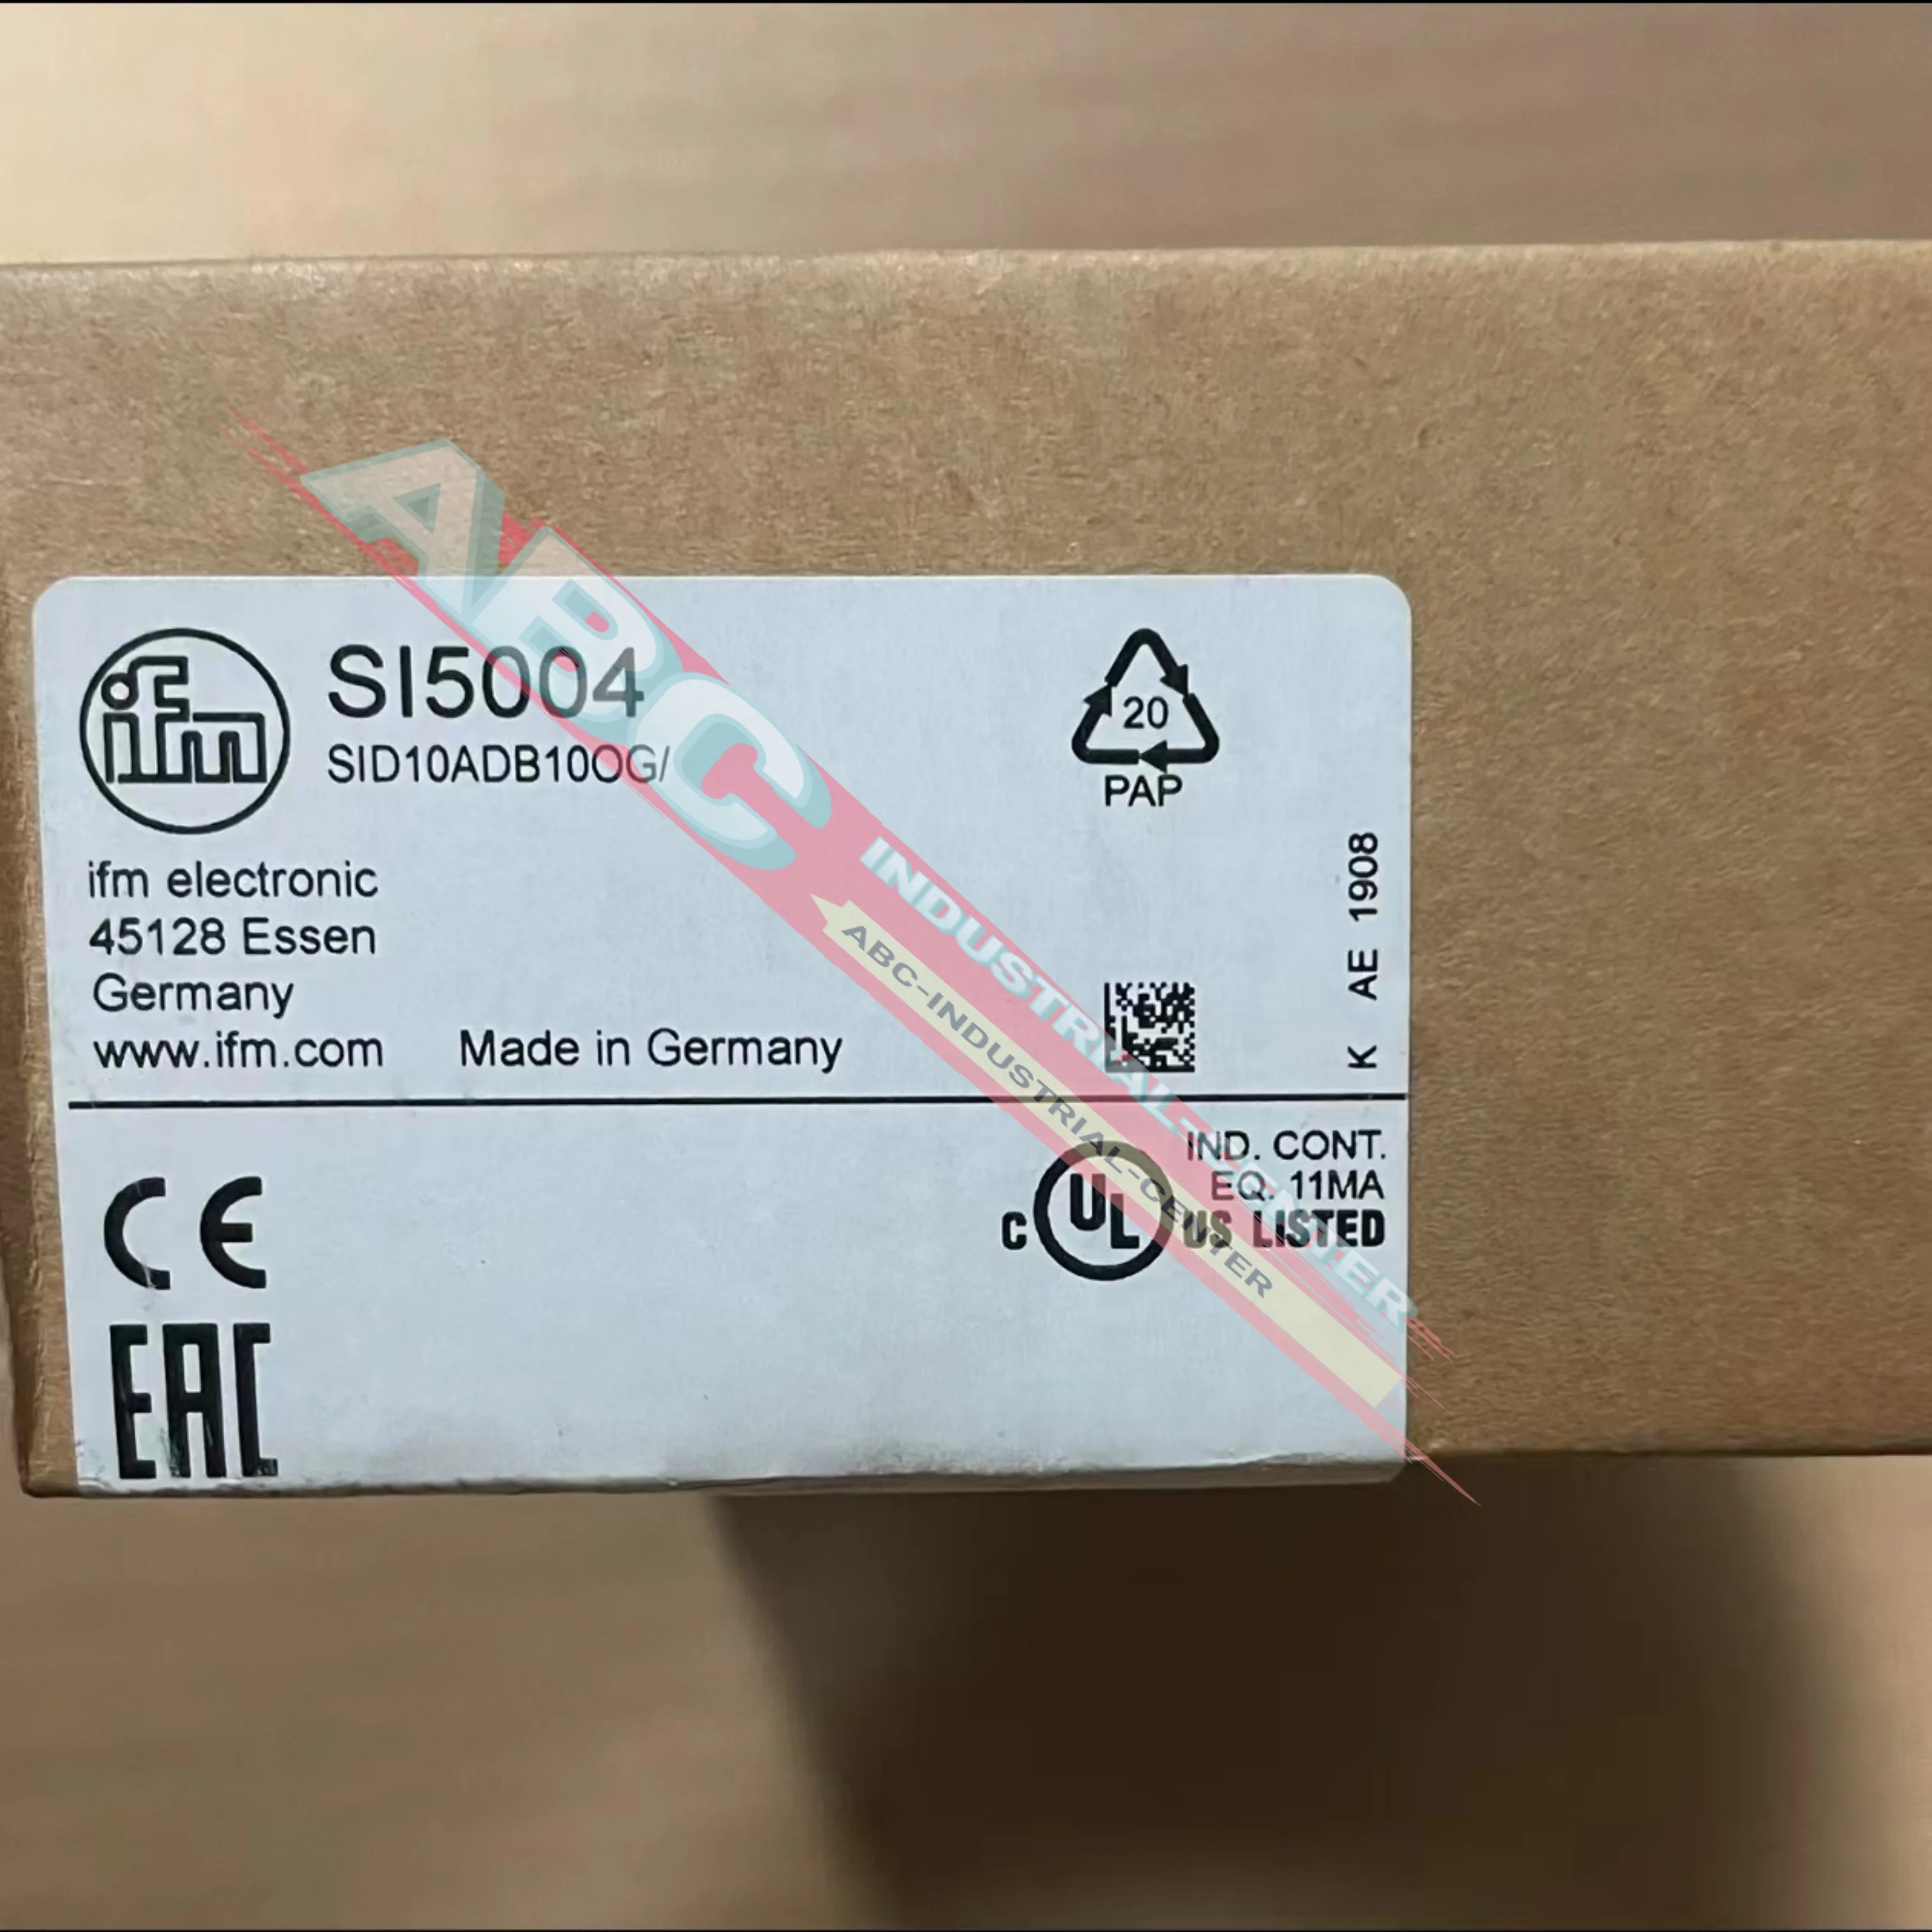 ifm
SI5004
SID10ADB10OG/
20
PAP
ifm electronic
45128 Essen
Germany
www.ifm.com
Made in Germany
K AE 1908
CE
EAC
C UL US LISTED
IND. CONT.
EQ. 11MA
ABC
INDUSTRIAL-CENTER
ABC-INDUSTRIAL-CENTER